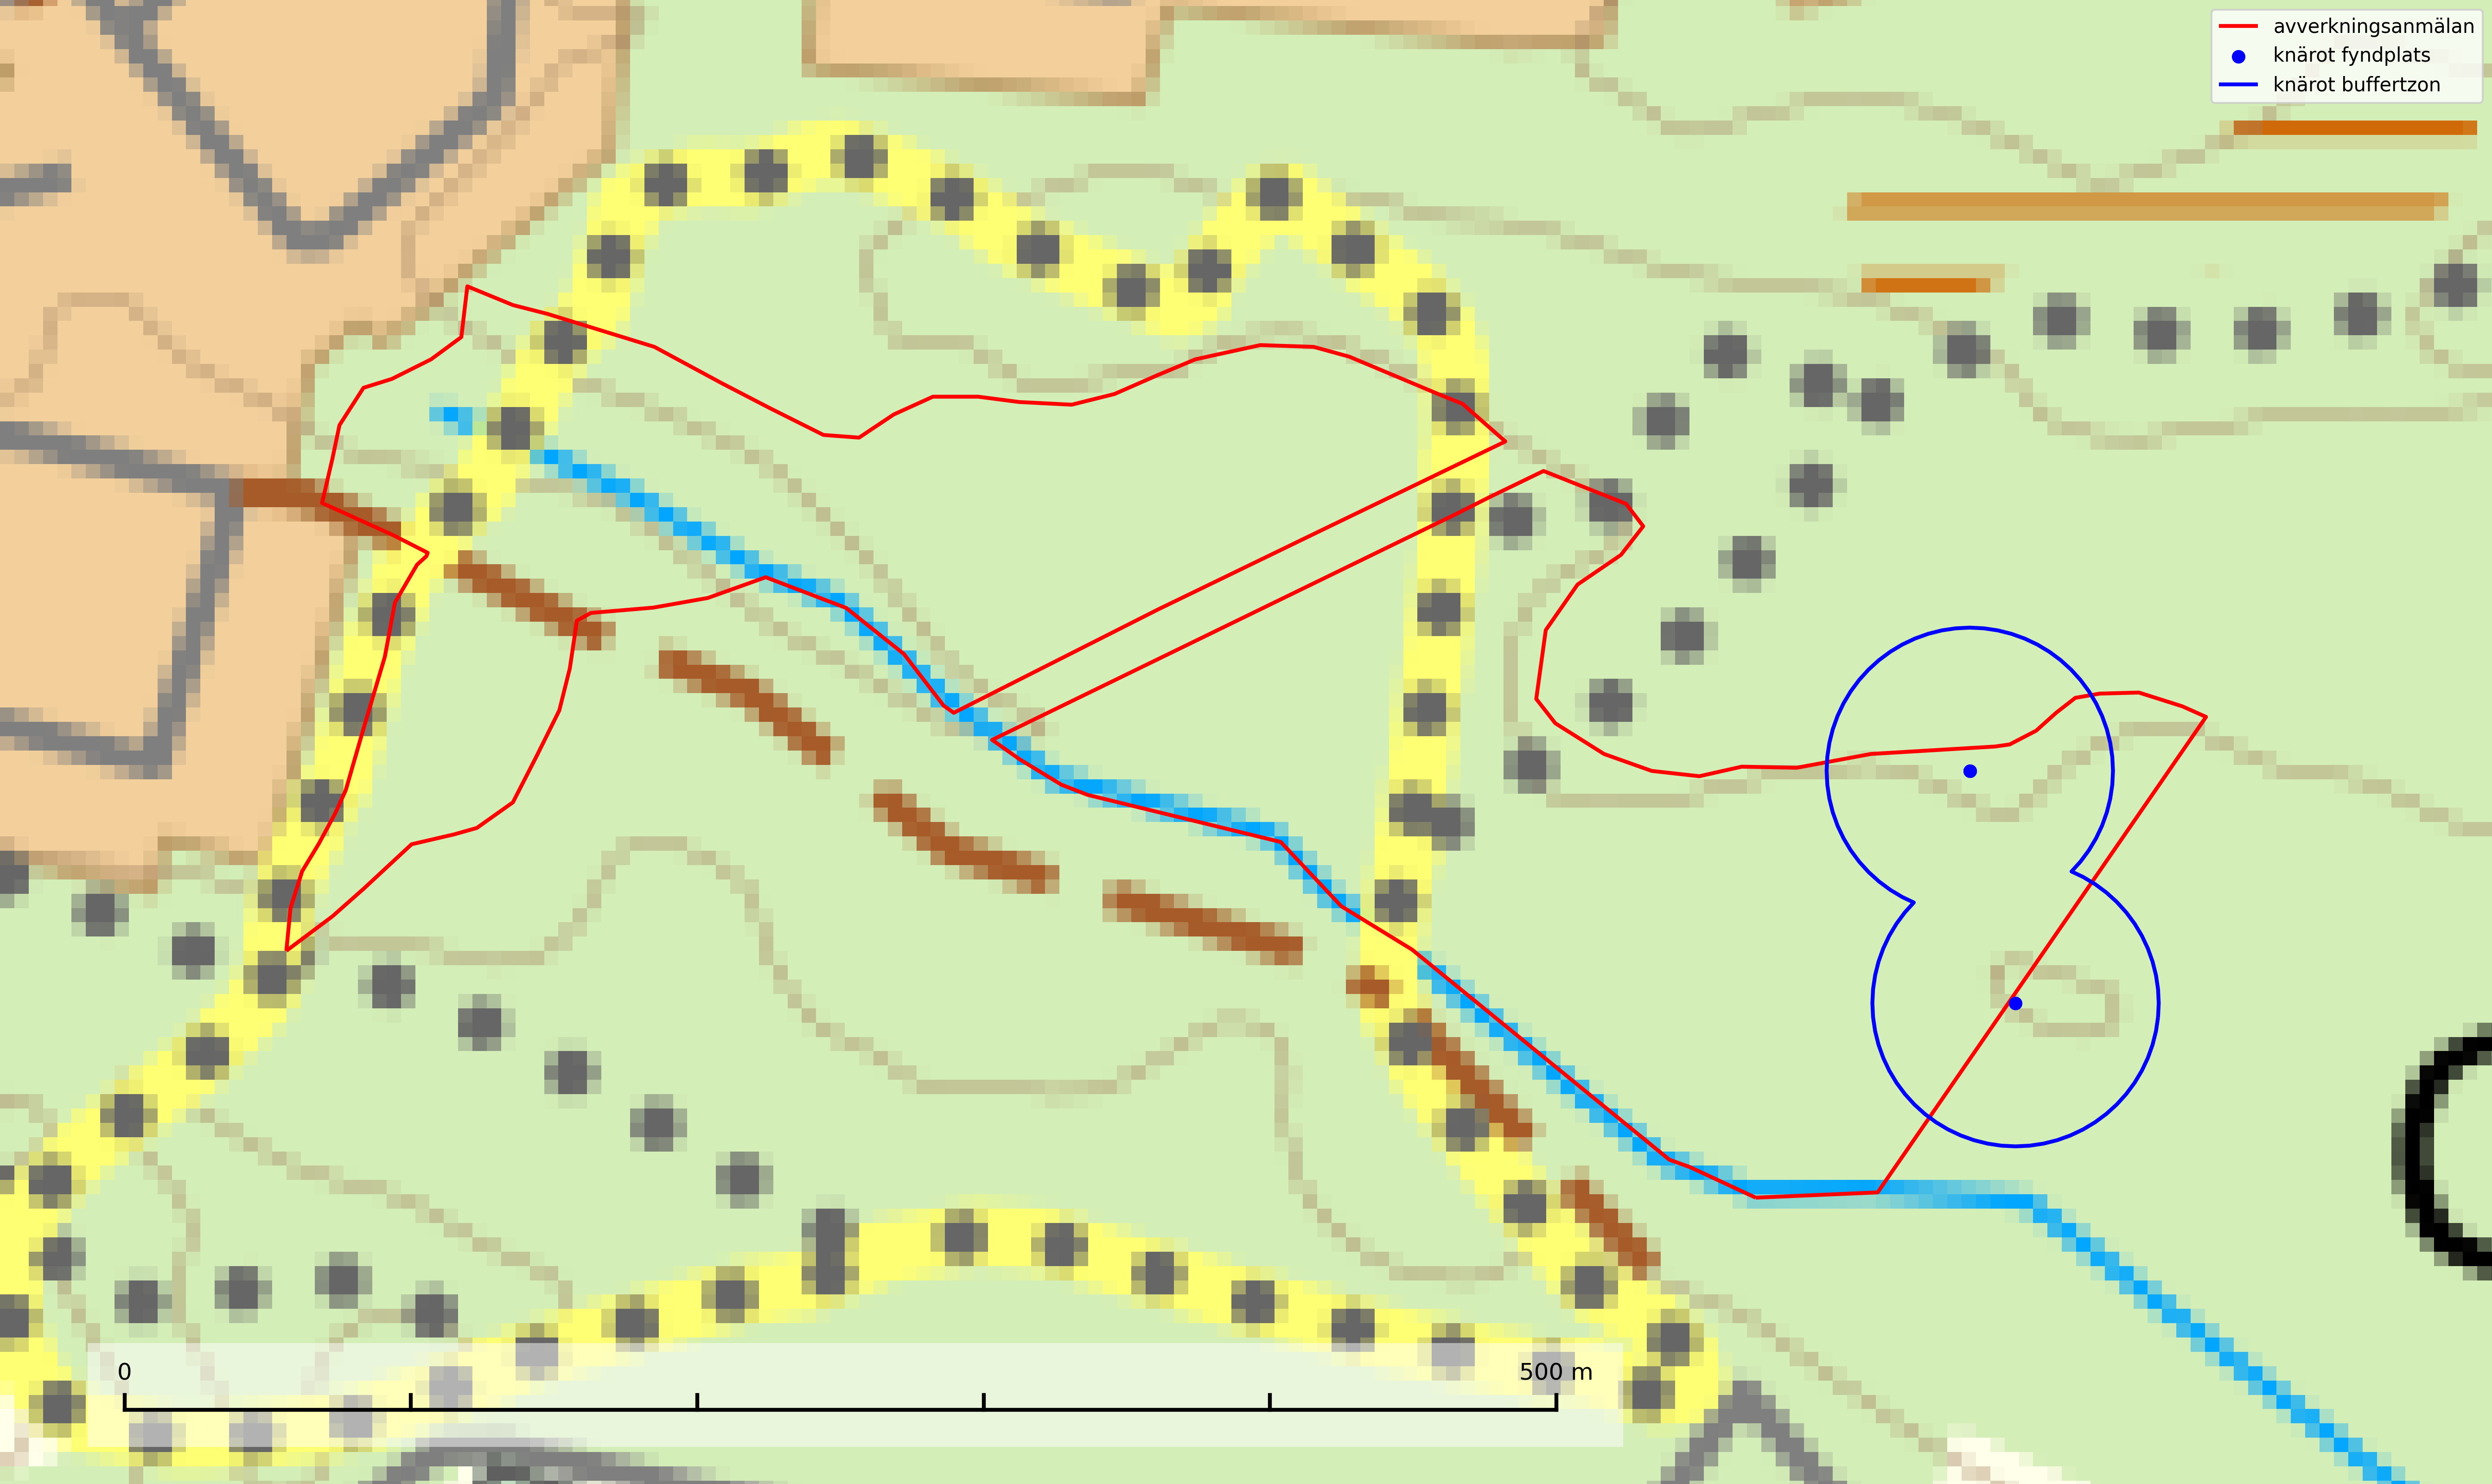 avverkningsanmälan
knärot fyndplats
knärot buffertzon
0 500 m